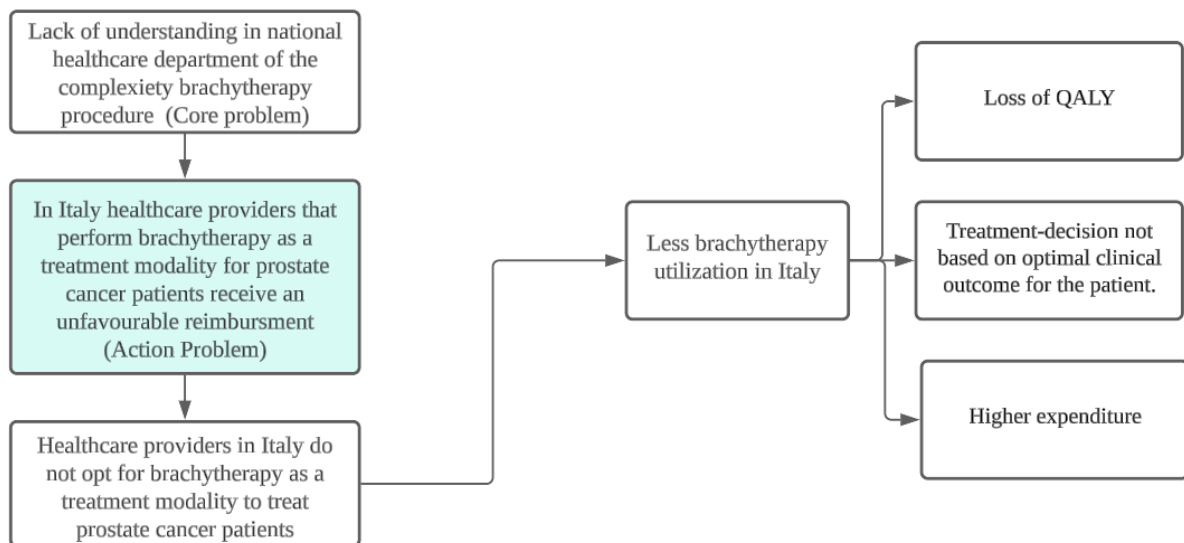 Lack of understanding in national
healthcare department of the
complexiety brachytherapy
procedure (Core problem)
In Italy healthcare providers that
perform brachytherapy as a
treatment modality for prostate
cancer patients receive an
unfavourable reimbursment
(Action Problem)
Healthcare providers in Italy do
not opt for brachytherapy as a
treatment modality to treat
prostate cancer patients
Less brachytherapy
utilization in Italy
Loss of QALY
Treatment-decision not
based on optimal clinical
outcome for the patient.
Higher expenditure